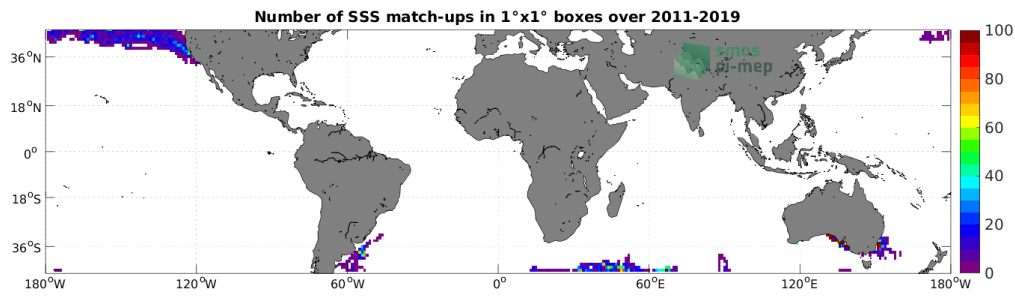 Number of SSS match-ups in 1°x1° boxes over 2011-2019
smos
pi-mep
36°N
18°N
0°
18°S
36°S
180°W
120°W
60°W
0°
60°E
120°E
180°W
100
80
60
40
20
0